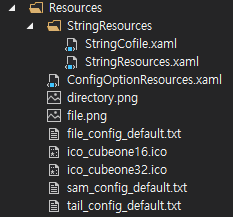 Resources
StringResources
StringCofile.xaml
StringResources.xaml
ConfigOptionResources.xaml
directory.png
file.png
file_config_default.txt
ico_cubeone16.ico
ico_cubeone32.ico
sam_config_default.txt
tail_config_default.txt